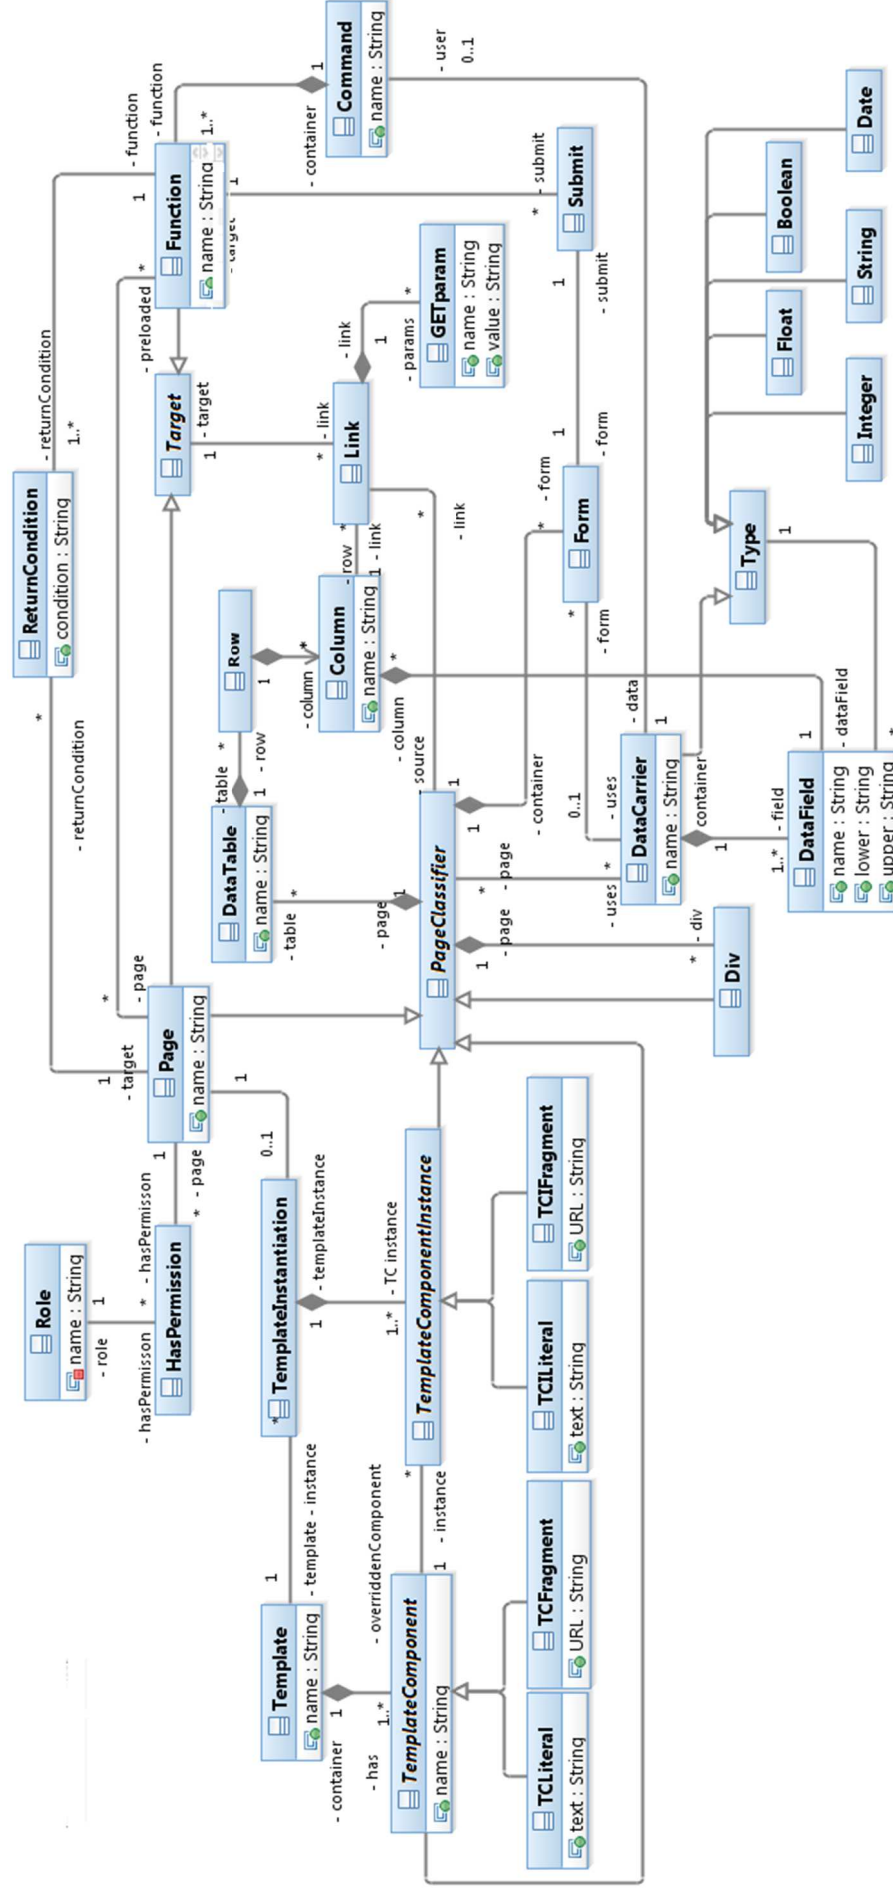 Role
name : String
- role
1
- hasPermisson
*
- hasPermisson
HasPermission
* - page
1
ReturnCondition
condition : String
- returnCondition
*
1..*
- returnCondition
- function
1
1
- target
Page
name : String
*
- page
- preloaded
*
Target
Function
name : String
1..*
- function
1
- container
Command
name : String
- user
0..1
1
- target
* - link
1
1
0..1
Template
name : String
1
- template - instance
*
TemplateInstantiation
- templateInstance
1
1..*
- TC instance
DataTable
name : String
- table *
1 - row
Row
1
*
- column
Column
name : String
- row *
1 - link
Link
- link
1
- params *
GETparam
name : String
value : String
- container
1
- has
1..*
TemplateComponent
name : String
- overriddenComponent
1 - instance
*
TemplateComponentInstance
- table *
- page 1
PageClassifier
- source
1
*
- link
- column
*
TCLiteral
text : String
TCFragment
URL : String
TCILiteral
text : String
TCIFragment
URL : String
1
- container
* - form
Form
1
- form
1
- submit
Submit
* - submit
*
- form
0..1
- uses
* - page
- uses *
1 - page
* - div
Div
DataCarrier
name : String
- data
1
container
1
1..* - field
DataField
name : String
lower : String
upper : String
1
- dataField
*
Type
1
Integer
Float
String
Boolean
Date